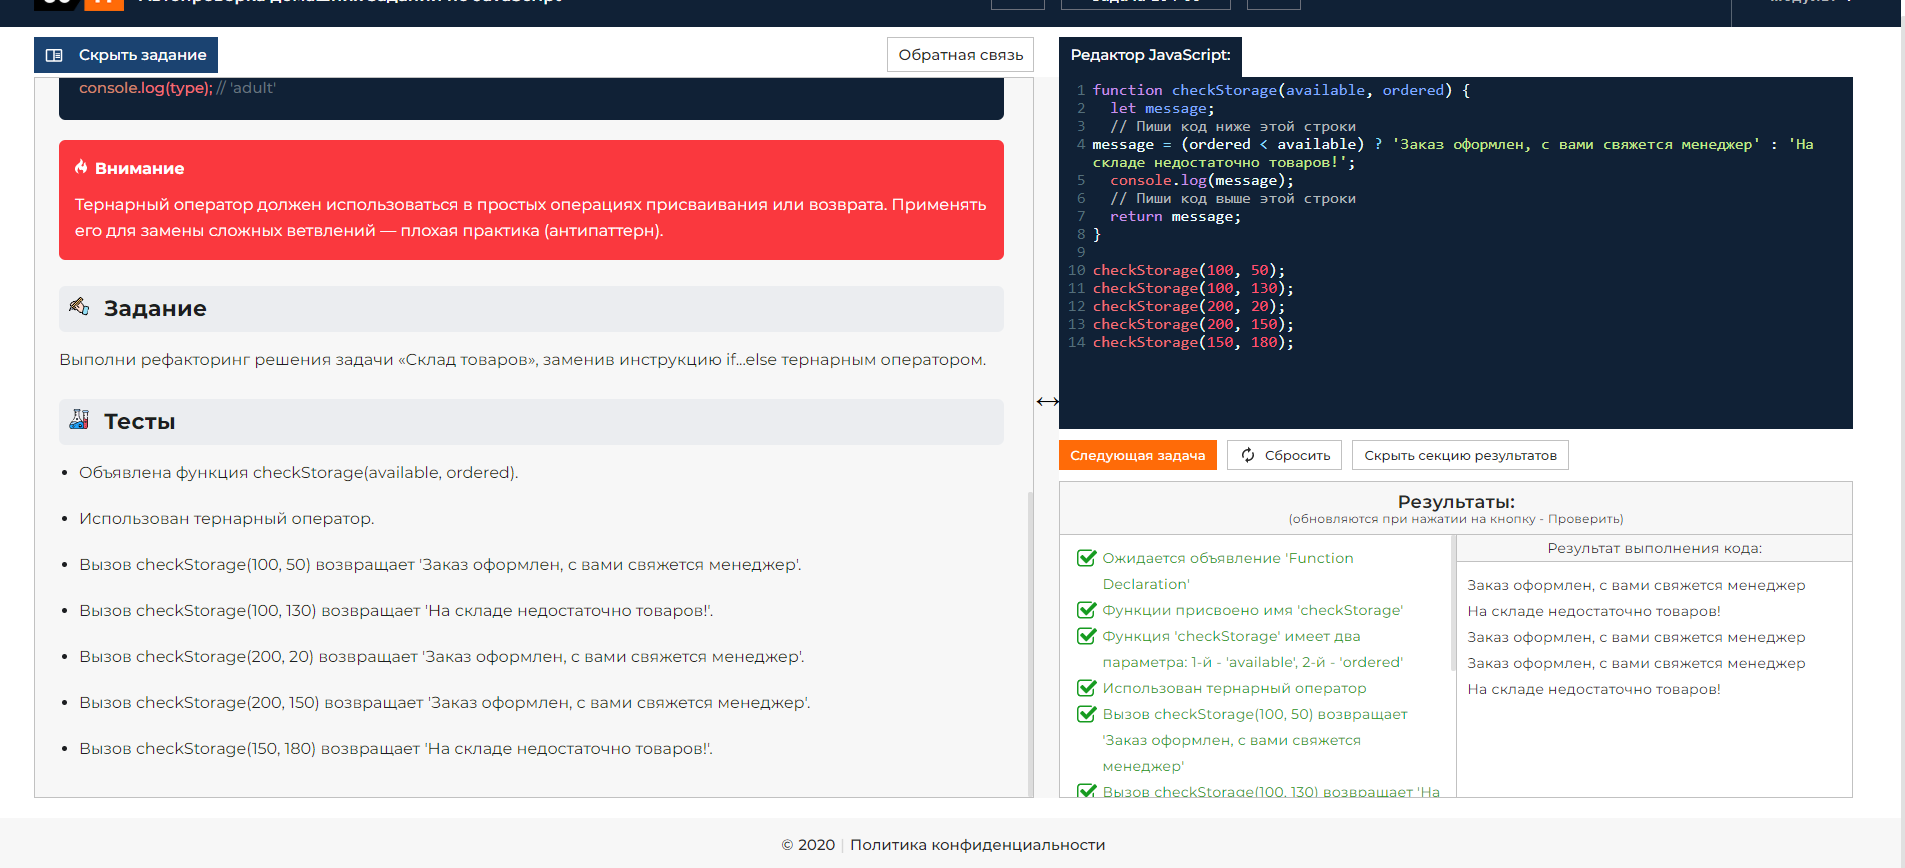 Автопроверка домашних заданий по JavaScript
Скрыть задание
Обратная связь
console.log(type); // 'adult'
Внимание
Тернарный оператор должен использоваться в простых операциях присваивания или возврата. Применять
его для замены сложных ветвлений — плохая практика (антипаттерн).
Задание
Выполни рефакторинг решения задачи «Склад товаров», заменив инструкцию if...else тернарным оператором.
Тесты
• Объявлена функция checkStorage(available, ordered).
• Использован тернарный оператор.
• Вызов checkStorage(100, 50) возвращает 'Заказ оформлен, с вами свяжется менеджер'.
• Вызов checkStorage(100, 130) возвращает 'На складе недостаточно товаров!'.
• Вызов checkStorage(200, 20) возвращает 'Заказ оформлен, с вами свяжется менеджер'.
• Вызов checkStorage(200, 150) возвращает 'Заказ оформлен, с вами свяжется менеджер'.
• Вызов checkStorage(150, 180) возвращает 'На складе недостаточно товаров!'.
Редактор JavaScript:
1 function checkStorage(available, ordered) {
2 let message;
3 // Пиши код ниже этой строки
4 message = (ordered < available) ? 'Заказ оформлен, с вами свяжется менеджер' : 'На
складе недостаточно товаров!';
5 console.log(message);
6 // Пиши код выше этой строки
7 return message;
8 }
9
10 checkStorage(100, 50);
11 checkStorage(100, 130);
12 checkStorage(200, 20);
13 checkStorage(200, 150);
14 checkStorage(150, 180);
Следующая задача
Сбросить
Скрыть секцию результатов
Результаты:
(обновляются при нажатии на кнопку - Проверить)
Ожидается объявление 'Function
Declaration'
Функции присвоено имя 'checkStorage'
Функция 'checkStorage' имеет два
параметра: 1-й - 'available', 2-й - 'ordered'
Использован тернарный оператор
Вызов checkStorage(100, 50) возвращает
'Заказ оформлен, с вами свяжется
менеджер'
Вызов checkStorage(100, 130) возвращает 'На
Результат выполнения кода:
Заказ оформлен, с вами свяжется менеджер
На складе недостаточно товаров!
Заказ оформлен, с вами свяжется менеджер
Заказ оформлен, с вами свяжется менеджер
На складе недостаточно товаров!
© 2020 | Политика конфиденциальности